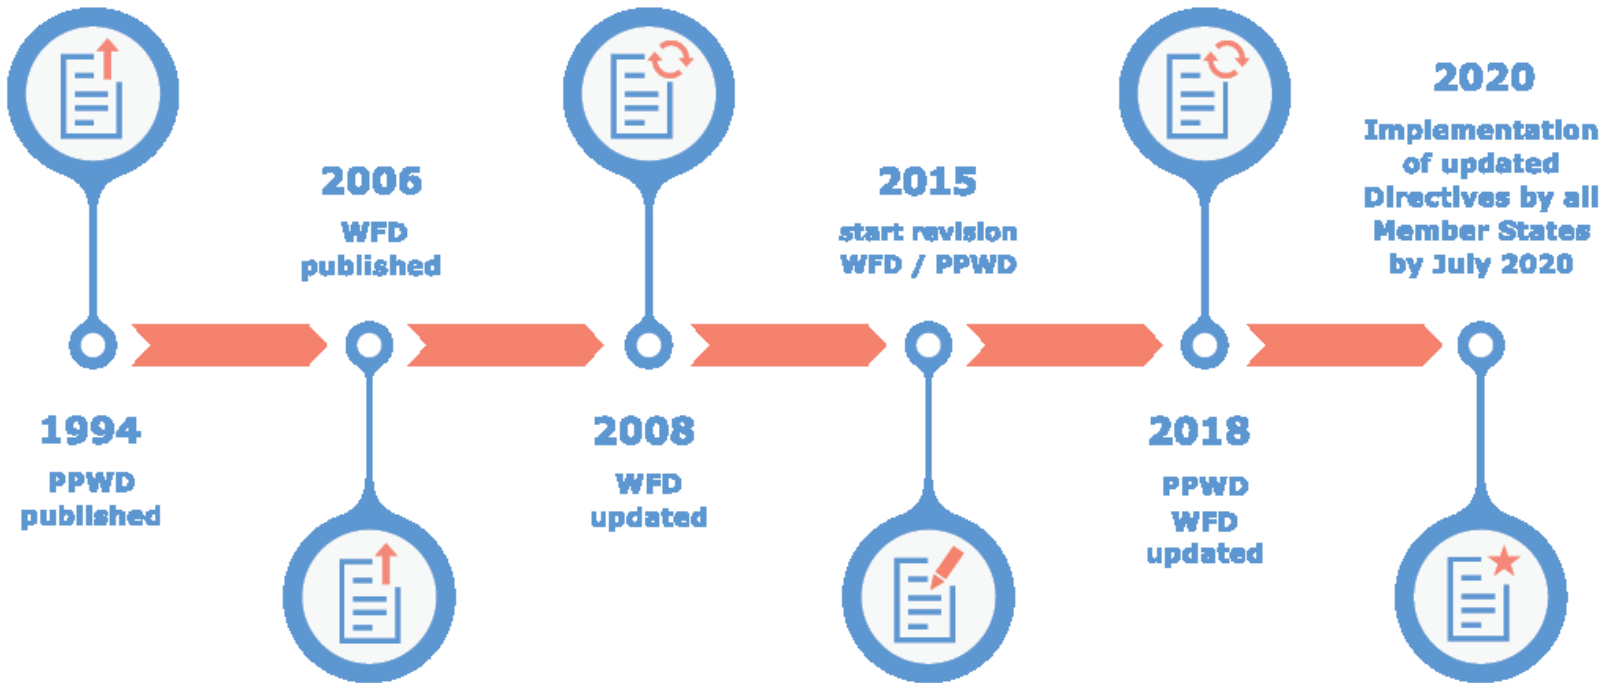 1994
PPWD
published
2006
WFD
published
2008
WFD
updated
2015
start revision
WFD / PPWD
2018
PPWD
WFD
updated
2020
Implementation
of updated
Directives by all
Member States
by July 2020